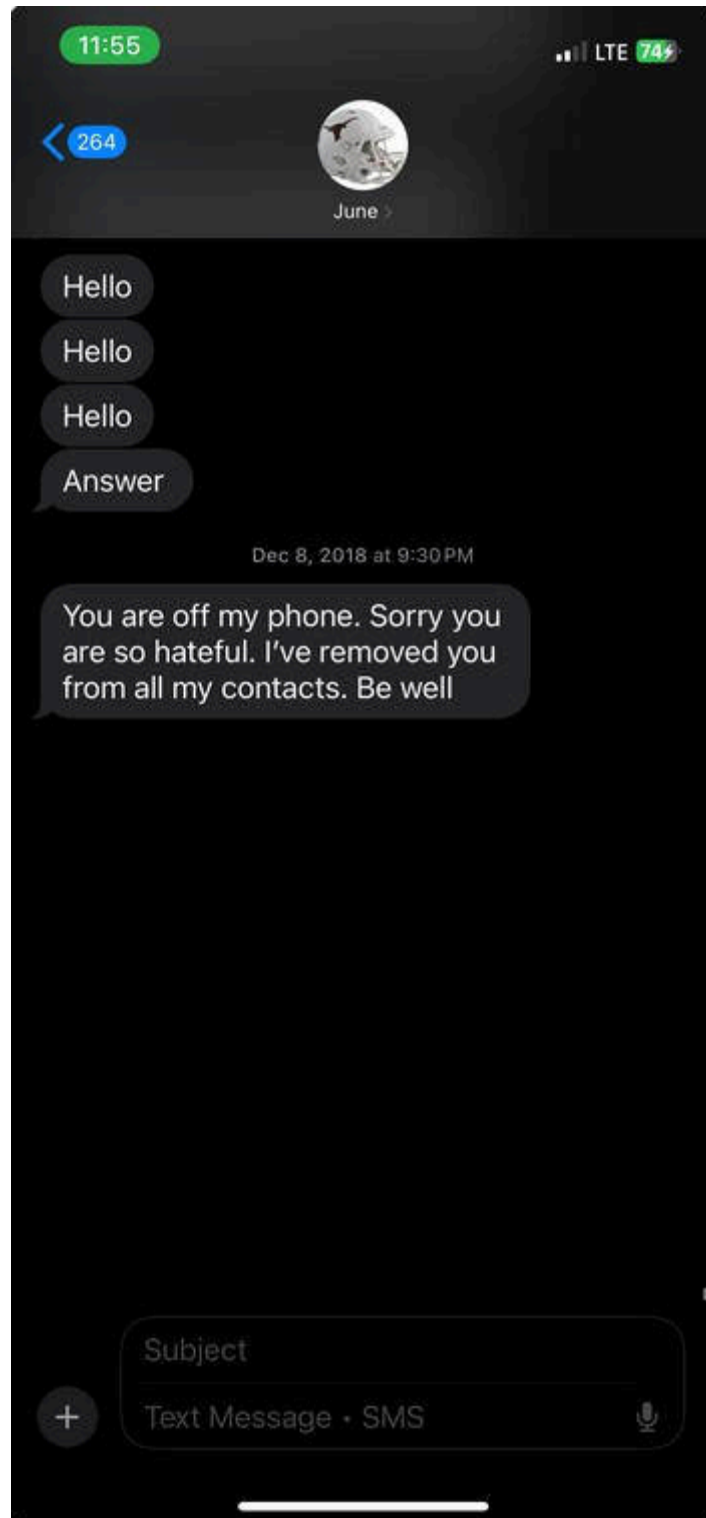 11:55
LTE 74
264
June
Hello
Hello
Hello
Answer
Dec 8, 2018 at 9:30 PM
You are off my phone. Sorry you
are so hateful. I've removed you
from all my contacts. Be well
Subject
Text Message • SMS